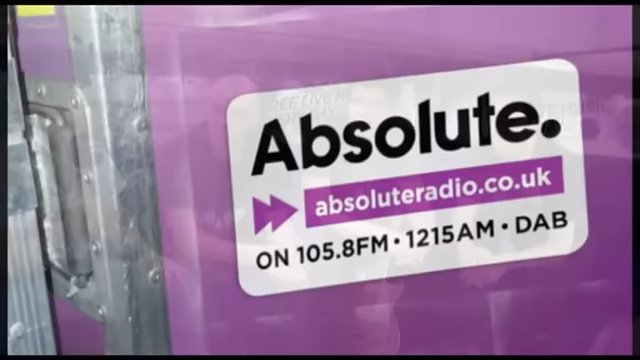 Absolute.
absoluteradio.co.uk
ON 105.8FM • 1215AM • DAB